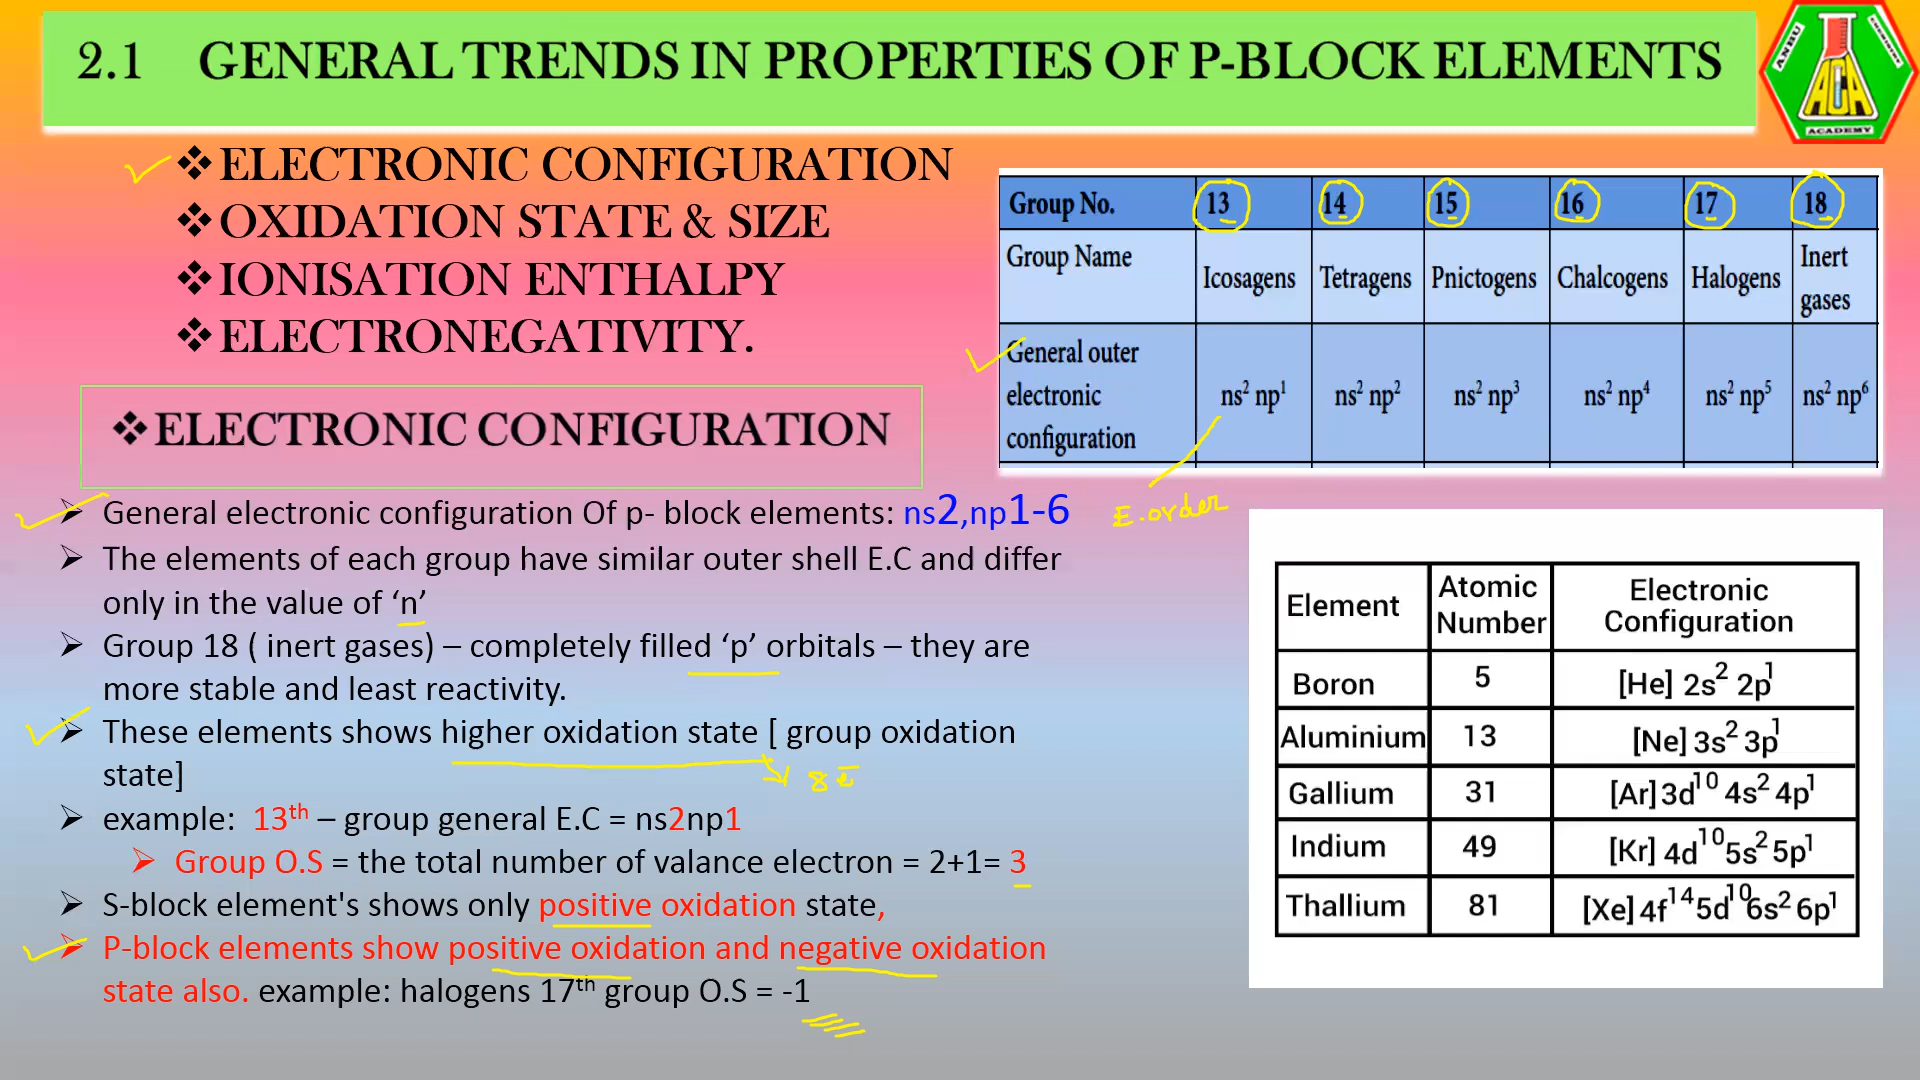 2.1 GENERAL TRENDS IN PROPERTIES OF P-BLOCK ELEMENTS
ANBU
ACA
ACADEMY
❖ELECTRONIC CONFIGURATION
❖OXIDATION STATE & SIZE
❖IONISATION ENTHALPY
❖ELECTRONEGATIVITY.
Group No. 13 14 15 16 17 18
Group Name Icosagens Tetragens Pnictogens Chalcogens Halogens Inert gases
General outer electronic configuration ns² np¹ ns² np² ns² np³ ns² np⁴ ns² np⁵ ns² np⁶
E.order
❖ELECTRONIC CONFIGURATION
➢ General electronic configuration Of p- block elements: ns2,np1-6
➢ The elements of each group have similar outer shell E.C and differ
only in the value of ‘n’
➢ Group 18 ( inert gases) – completely filled ‘p’ orbitals – they are
more stable and least reactivity.
➢ These elements shows higher oxidation state [ group oxidation
state]
8e̅
➢ example: 13th – group general E.C = ns2np1
➢ Group O.S = the total number of valance electron = 2+1= 3
➢ S-block element's shows only positive oxidation state,
➢ P-block elements show positive oxidation and negative oxidation
state also. example: halogens 17th group O.S = -1
Element Atomic Number Electronic Configuration
Boron 5 [He] 2s² 2p¹
Aluminium 13 [Ne] 3s² 3p¹
Gallium 31 [Ar] 3d¹⁰ 4s² 4p¹
Indium 49 [Kr] 4d¹⁰ 5s² 5p¹
Thallium 81 [Xe] 4f¹⁴ 5d¹⁰ 6s² 6p¹